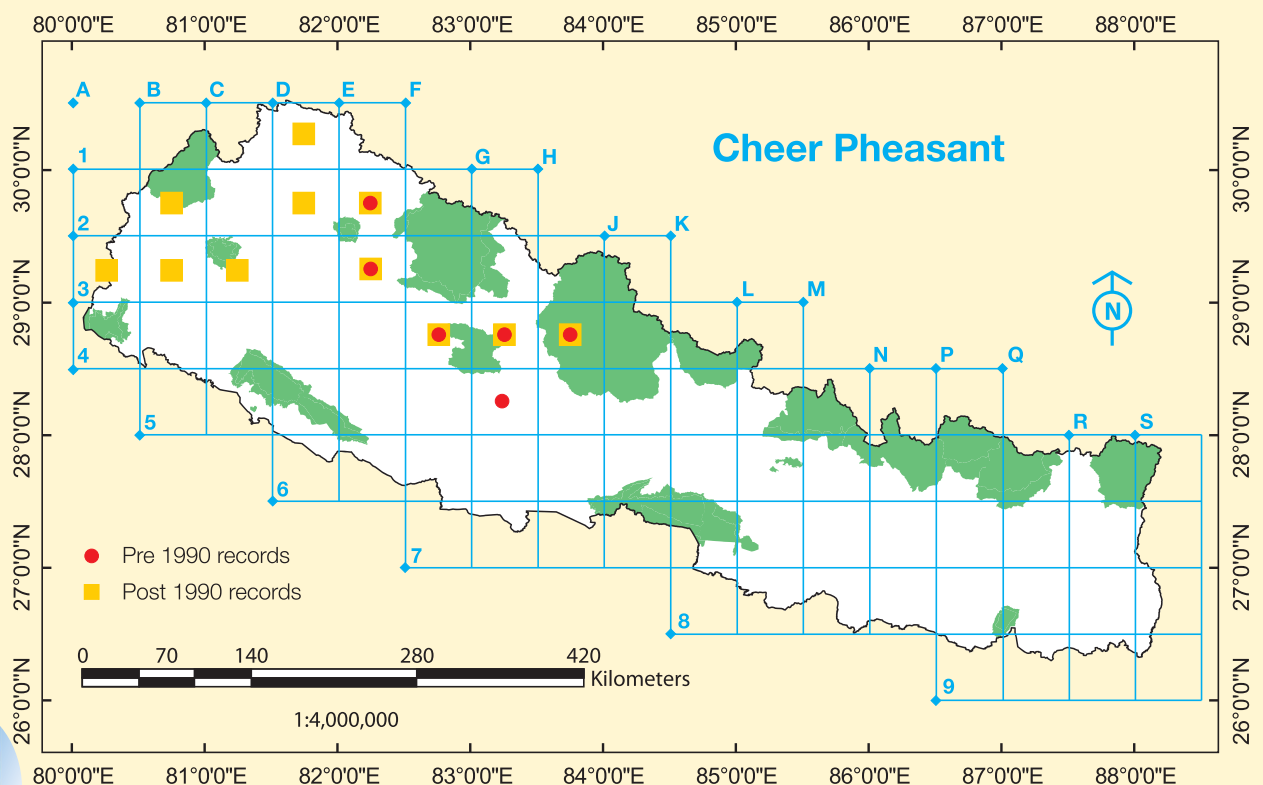 80°0'0"E 81°0'0"E 82°0'0"E 83°0'0"E 84°0'0"E 85°0'0"E 86°0'0"E 87°0'0"E 88°0'0"E
A B C D E F
Cheer Pheasant
30°0'0"N 1 G H 30°0'0"N
2 J K
29°0'0"N 3 L M 29°0'0"N
N
4 N P Q
28°0'0"N 5 R S 28°0'0"N
6
Pre 1990 records
7
27°0'0"N 27°0'0"N
Post 1990 records
8
0 70 140 280 420
Kilometers
9
26°0'0"N 26°0'0"N
1:4,000,000
80°0'0"E 81°0'0"E 82°0'0"E 83°0'0"E 84°0'0"E 85°0'0"E 86°0'0"E 87°0'0"E 88°0'0"E